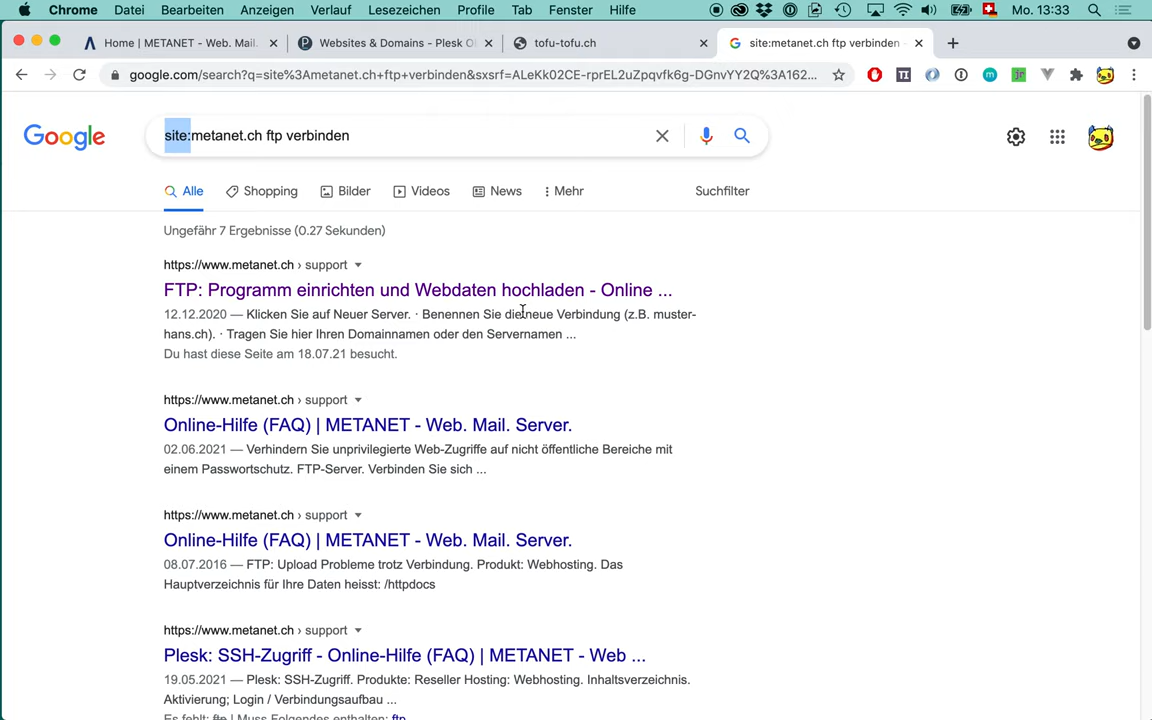 Chrome Datei Bearbeiten Anzeigen Verlauf Lesezeichen Profile Tab Fenster Hilfe Mo. 13:33
Home | METANET - Web. Mail. Websites & Domains - Plesk O tofu-tofu.ch site:metanet.ch ftp verbinden
google.com/search?q=site%3Ametanet.ch+ftp+verbinden&sxsrf=ALeKk02CE-rprEL2uZpqvfk6g-DGnvYY2Q%3A162...
Google site:metanet.ch ftp verbinden
Alle Shopping Bilder Videos News Mehr Suchfilter
Ungefähr 7 Ergebnisse (0.27 Sekunden)
https://www.metanet.ch › support
FTP: Programm einrichten und Webdaten hochladen - Online ...
12.12.2020 — Klicken Sie auf Neuer Server. · Benennen Sie die neue Verbindung (z.B. muster-
hans.ch). · Tragen Sie hier Ihren Domainnamen oder den Servernamen ...
Du hast diese Seite am 18.07.21 besucht.
https://www.metanet.ch › support
Online-Hilfe (FAQ) | METANET - Web. Mail. Server.
02.06.2021 — Verhindern Sie unprivilegierte Web-Zugriffe auf nicht öffentliche Bereiche mit
einem Passwortschutz. FTP-Server. Verbinden Sie sich ...
https://www.metanet.ch › support
Online-Hilfe (FAQ) | METANET - Web. Mail. Server.
08.07.2016 — FTP: Upload Probleme trotz Verbindung. Produkt: Webhosting. Das
Hauptverzeichnis für Ihre Daten heisst: /httpdocs
https://www.metanet.ch › support
Plesk: SSH-Zugriff - Online-Hilfe (FAQ) | METANET - Web ...
19.05.2021 — Plesk: SSH-Zugriff. Produkte: Reseller Hosting: Webhosting. Inhaltsverzeichnis.
Aktivierung; Login / Verbindungsaufbau ...
Es fehlt: ftp | Muss Folgendes enthalten: ftp